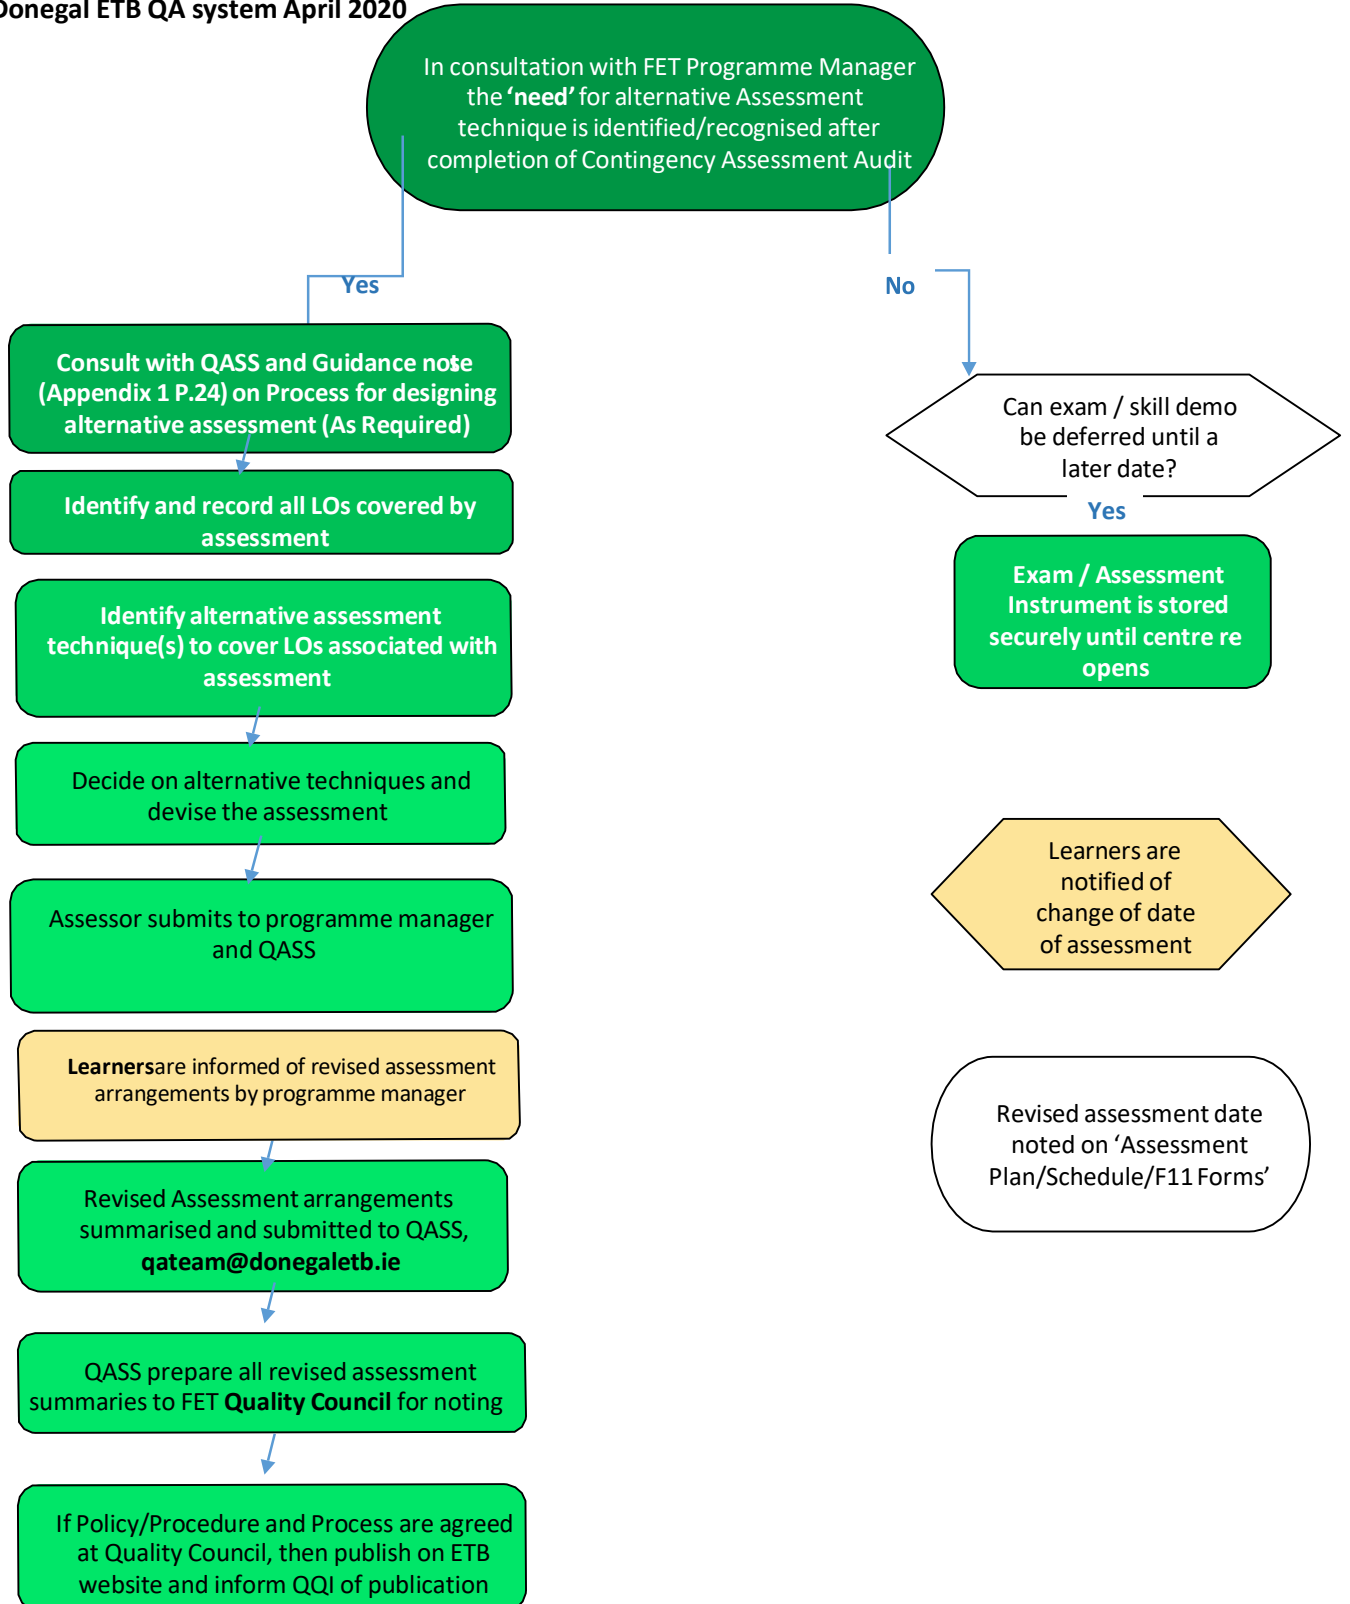 Donegal ETB QA system April 2020
In consultation with FET Programme Manager
the ‘need’ for alternative Assessment
technique is identified/recognised after
completion of Contingency Assessment Audit
Yes
No
Consult with QASS and Guidance note
(Appendix 1 P.24) on Process for designing
alternative assessment (As Required)
Identify and record all LOs covered by
assessment
Identify alternative assessment
technique(s) to cover LOs associated with
assessment
Decide on alternative techniques and
devise the assessment
Assessor submits to programme manager
and QASS
Learnersare informed of revised assessment
arrangements by programme manager
Revised Assessment arrangements
summarised and submitted to QASS,
qateam@donegaletb.ie
QASS prepare all revised assessment
summaries to FET Quality Council for noting
If Policy/Procedure and Process are agreed
at Quality Council, then publish on ETB
website and inform QQI of publication
Can exam / skill demo
be deferred until a
later date?
Yes
Exam / Assessment
Instrument is stored
securely until centre re
opens
Learners are
notified of
change of date
of assessment
Revised assessment date
noted on ‘Assessment
Plan/Schedule/F11 Forms’